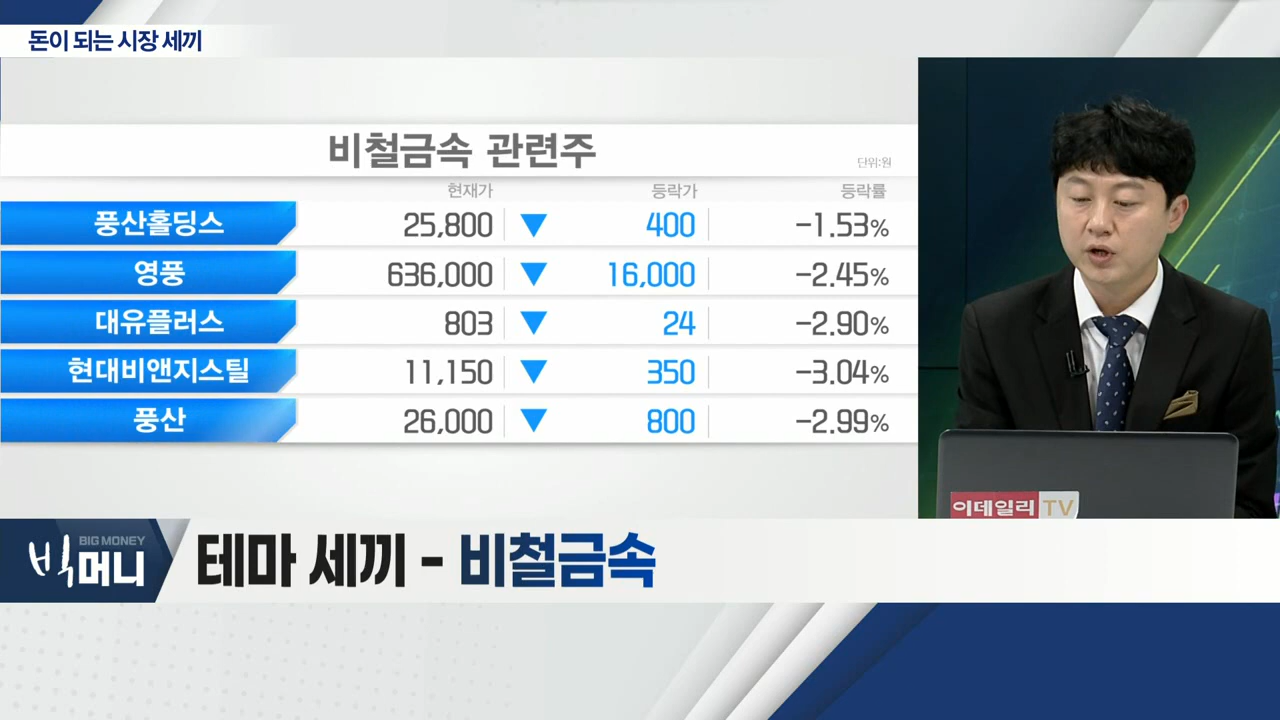 돈이 되는 시장 세끼
비철금속 관련주
단위:원
현재가 등락가 등락률
풍산홀딩스 25,800 ▼ 400 -1.53%
영풍 636,000 ▼ 16,000 -2.45%
대유플러스 803 ▼ 24 -2.90%
현대비앤지스틸 11,150 ▼ 350 -3.04%
풍산 26,000 ▼ 800 -2.99%
이데일리 TV
BIG MONEY
빅머니
테마 세끼 - 비철금속